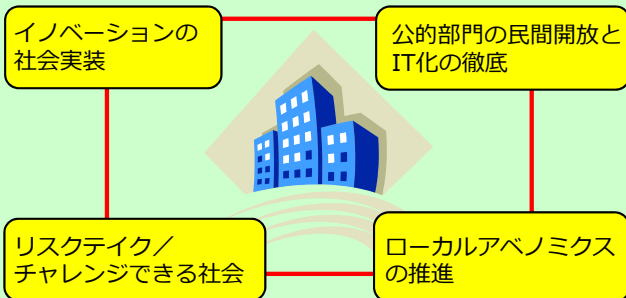 イノベーションの
社会実装
公的部門の民間開放と
IT化の徹底
リスクテイク／
チャレンジできる社会
ローカルアベノミクス
の推進